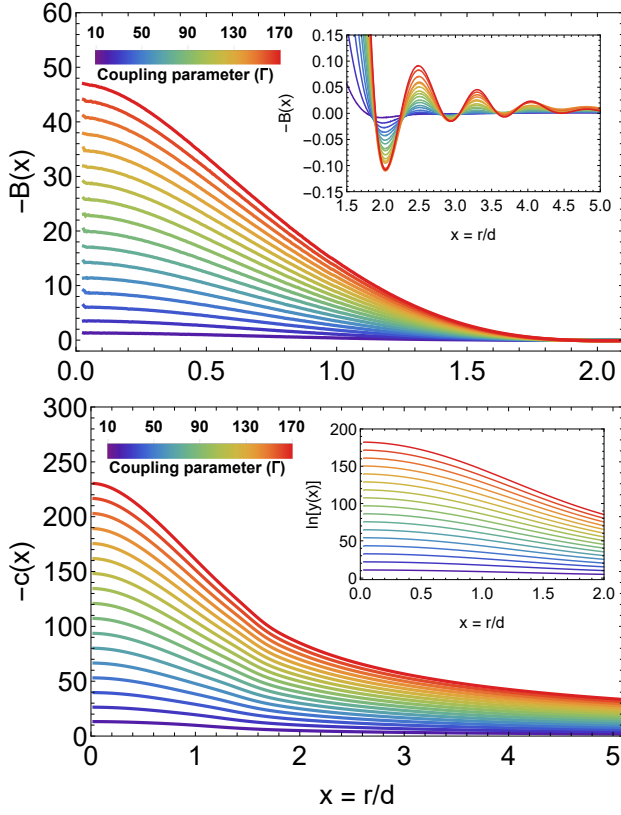 10 50 90 130 170
Coupling parameter (Γ)
−B(x)
60
50
40
30
20
10
0
0.0 0.5 1.0 1.5 2.0
−B(x)
0.15
0.10
0.05
0.00
−0.05
−0.10
−0.15
1.5 2.0 2.5 3.0 3.5 4.0 4.5 5.0
x = r/d
10 50 90 130 170
Coupling parameter (Γ)
−c(x)
300
250
200
150
100
50
0
0 1 2 3 4 5
x = r/d
ln[y(x)]
200
150
100
50
0
0.0 0.5 1.0 1.5 2.0
x = r/d